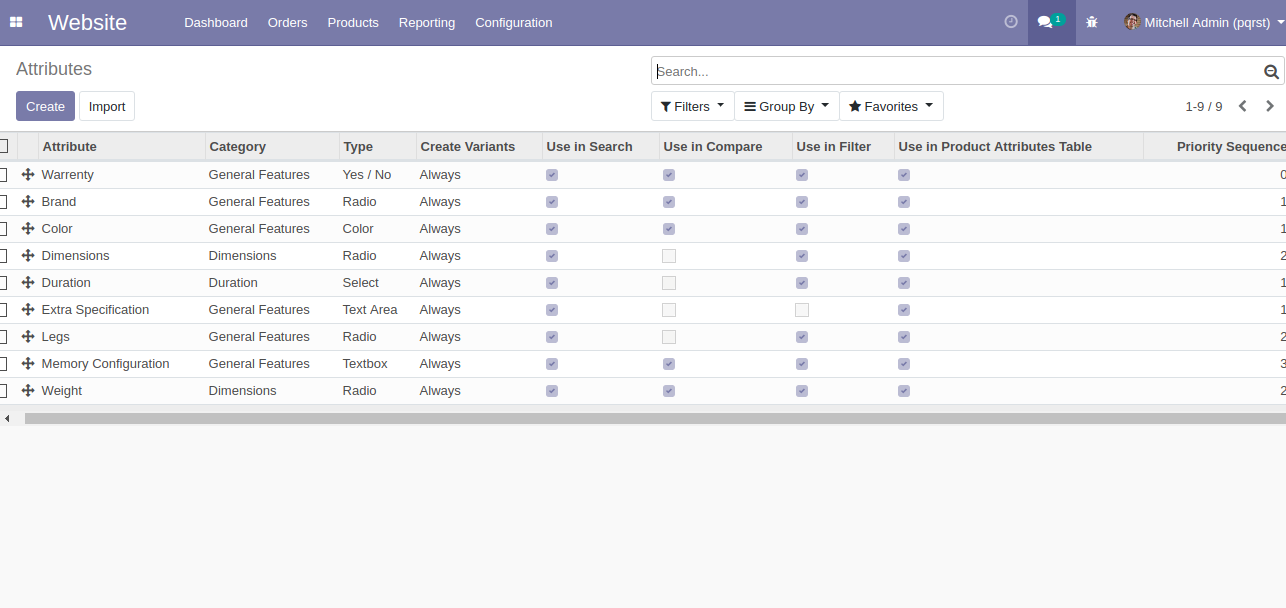 Website Dashboard Orders Products Reporting Configuration 1 Mitchell Admin (pqrst)
Attributes
Search...
Create Import Filters Group By Favorites 1-9 / 9
Attribute Category Type Create Variants Use in Search Use in Compare Use in Filter Use in Product Attributes Table Priority Sequence
Warrenty General Features Yes / No Always 0
Brand General Features Radio Always 1
Color General Features Color Always 1
Dimensions Dimensions Radio Always 2
Duration Duration Select Always 1
Extra Specification General Features Text Area Always 1
Legs General Features Radio Always 2
Memory Configuration General Features Textbox Always 3
Weight Dimensions Radio Always 2